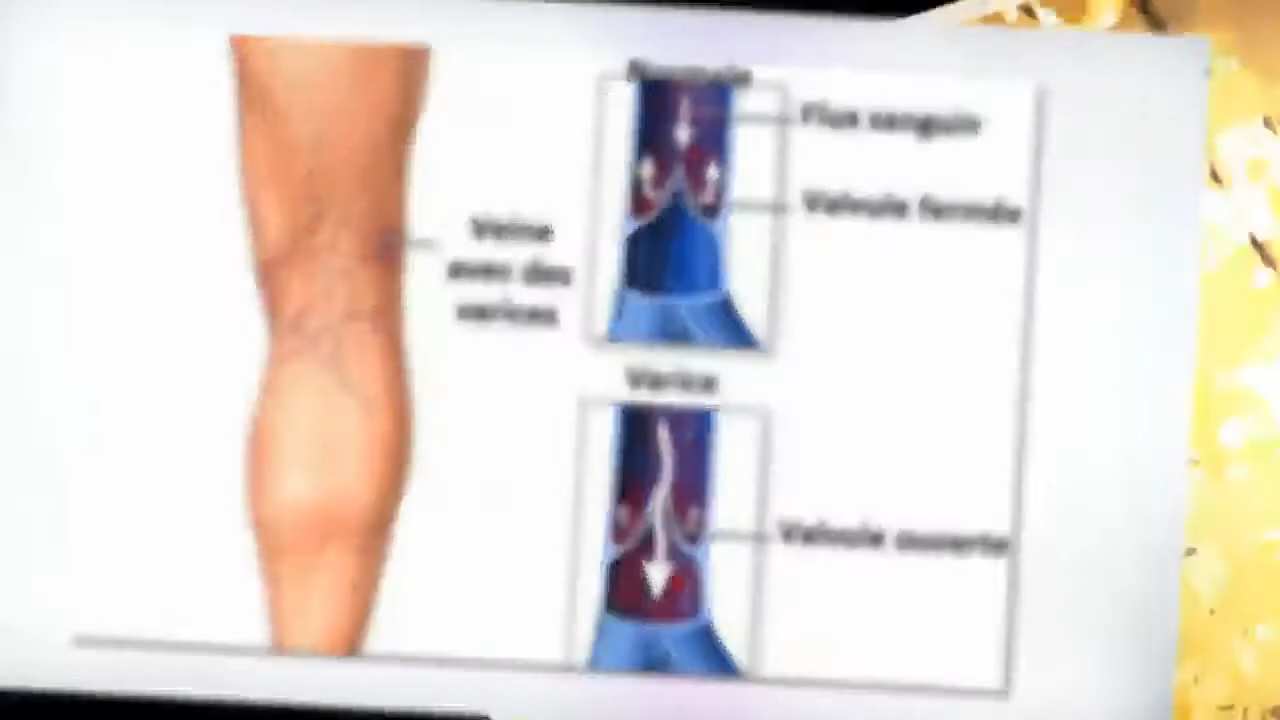 Flux sanguin
Valvule fermée
Veine
avec des
varices
Varice
Valvule ouverte